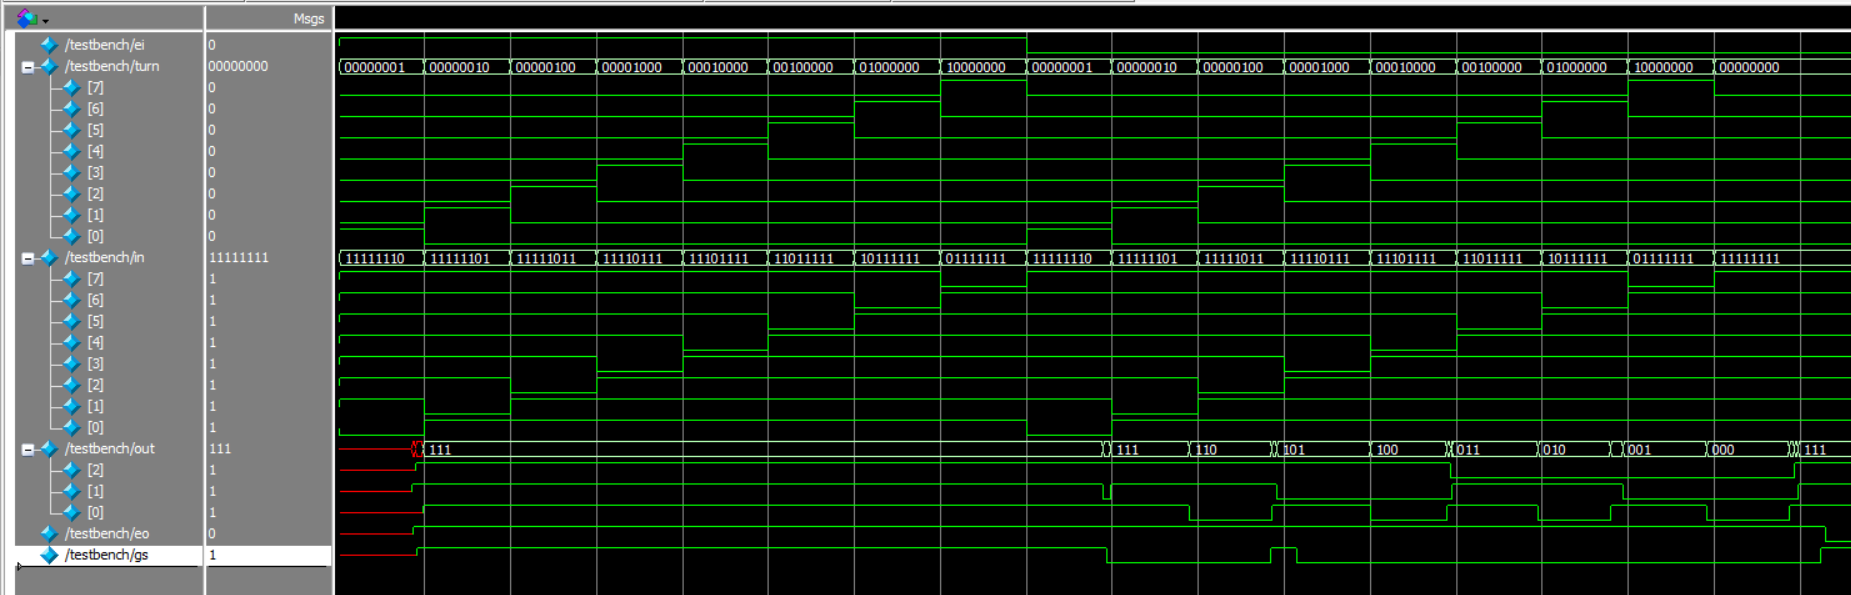 Msgs
/testbench/ei 0
/testbench/turn 00000000 00000001 00000010 00000100 00001000 00010000 00100000 01000000 10000000 00000001 00000010 00000100 00001000 00010000 00100000 01000000 10000000 00000000
[7] 0
[6] 0
[5] 0
[4] 0
[3] 0
[2] 0
[1] 0
[0] 0
/testbench/in 11111111 11111110 11111101 11111011 11110111 11101111 11011111 10111111 01111111 11111110 11111101 11111011 11110111 11101111 11011111 10111111 01111111 11111111
[7] 1
[6] 1
[5] 1
[4] 1
[3] 1
[2] 1
[1] 1
[0] 1
/testbench/out 111 111 111 110 101 100 011 010 001 000 111
[2] 1
[1] 1
[0] 1
/testbench/eo 0
/testbench/gs 1